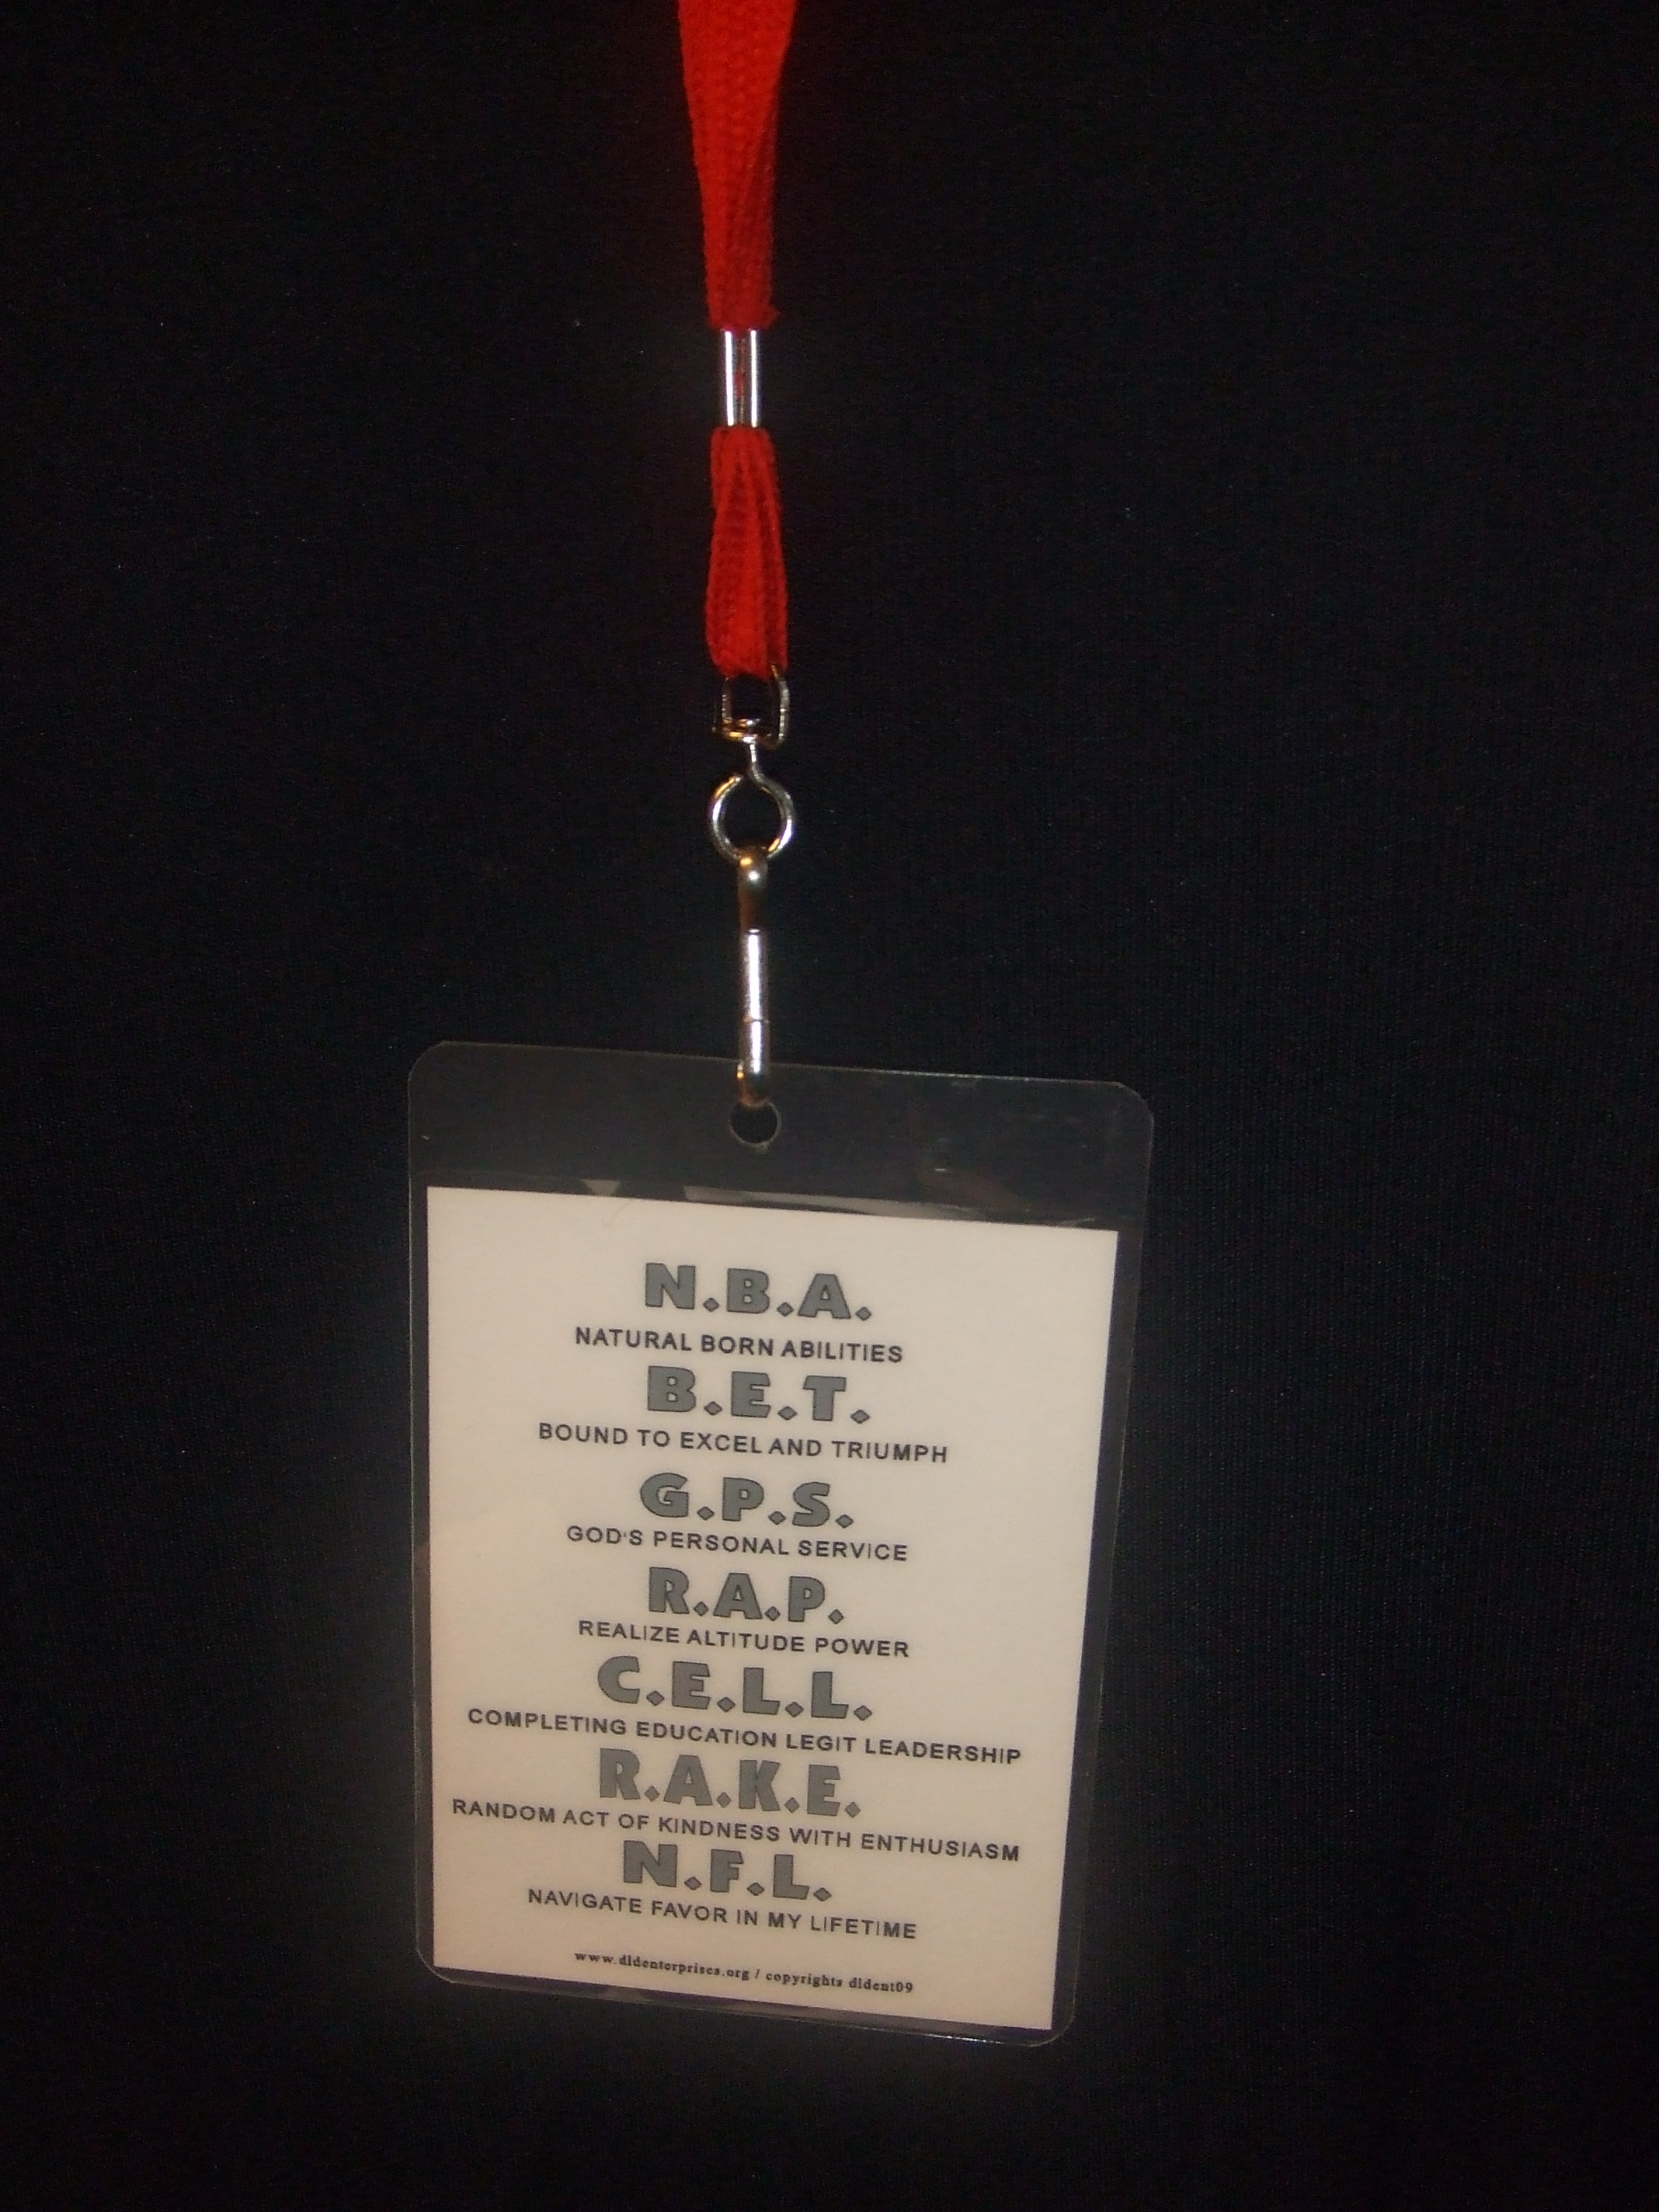 N.B.A.
NATURAL BORN ABILITIES
B.E.T.
BOUND TO EXCEL AND TRIUMPH
G.P.S.
GOD'S PERSONAL SERVICE
R.A.P.
REALIZE ALTITUDE POWER
C.E.L.L.
COMPLETING EDUCATION LEGIT LEADERSHIP
R.A.K.E.
RANDOM ACT OF KINDNESS WITH ENTHUSIASM
N.F.L.
NAVIGATE FAVOR IN MY LIFETIME
www.dldenterprises.org / copyrights dldent09